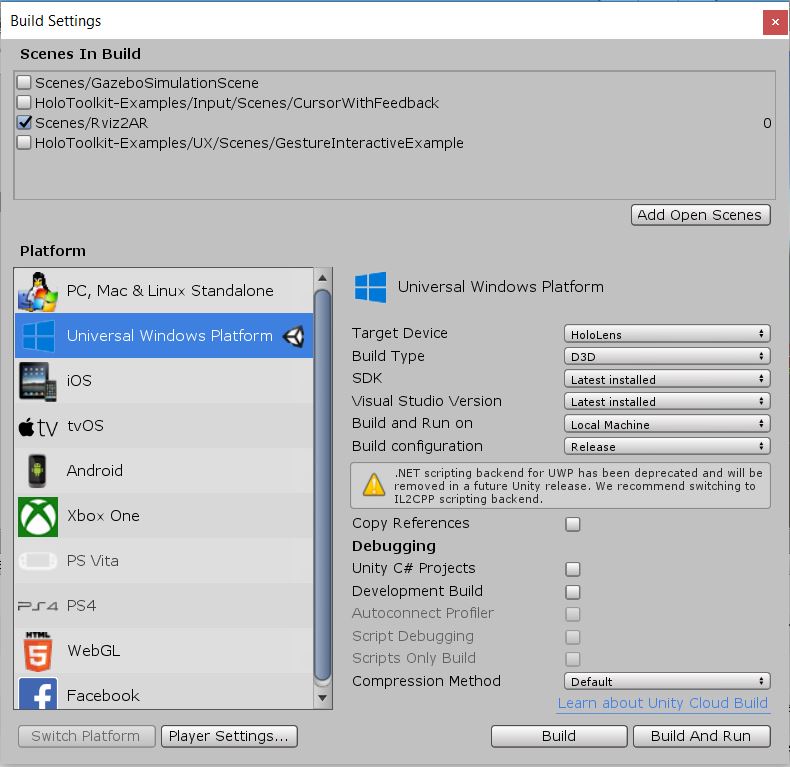 Build Settings
Scenes In Build
Scenes/GazeboSimulationScene
HoloToolkit-Examples/Input/Scenes/CursorWithFeedback
Scenes/Rviz2AR 0
HoloToolkit-Examples/UX/Scenes/GestureInteractiveExample
Add Open Scenes
Platform
PC, Mac & Linux Standalone
Universal Windows Platform
iOS
tv tvOS
Android
Xbox One
PS Vita
PS4 PS4
HTML
5 WebGL
f Facebook
Universal Windows Platform
Target Device HoloLens
Build Type D3D
SDK Latest installed
Visual Studio Version Latest installed
Build and Run on Local Machine
Build configuration Release
.NET scripting backend for UWP has been deprecated and will be
removed in a future Unity release. We recommend switching to
IL2CPP scripting backend.
Copy References
Debugging
Unity C# Projects
Development Build
Autoconnect Profiler
Script Debugging
Scripts Only Build
Compression Method Default
Learn about Unity Cloud Build
Switch Platform Player Settings... Build Build And Run